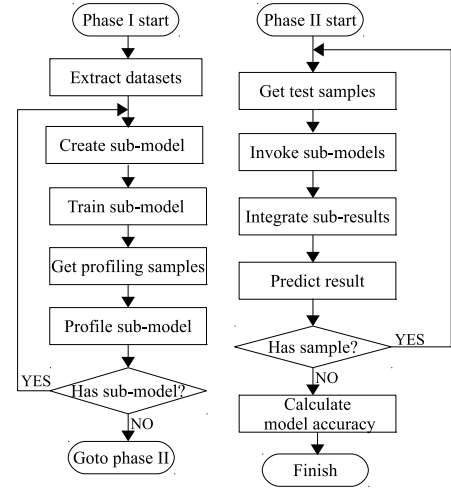 Phase I start
Extract datasets
Create sub-model
Train sub-model
Get profiling samples
Profile sub-model
YES
Has sub-model?
NO
Goto phase II
Phase II start
Get test samples
Invoke sub-models
Integrate sub-results
Predict result
Has sample?
YES
NO
Calculate
model accuracy
Finish